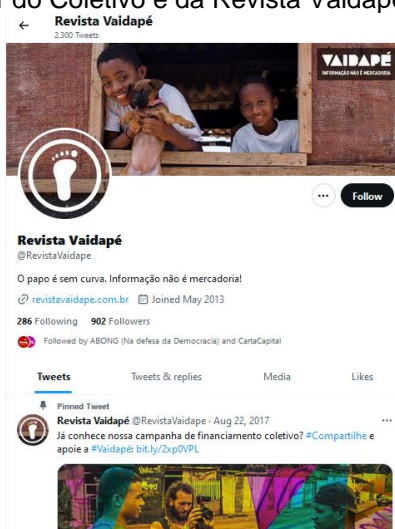 r do Coletivo e da Revista Vaidapé
Revista Vaidapé
2,300 Tweets
VAIDAPÉ
INFORMAÇÃO NÃO É MERCADORIA
Follow
Revista Vaidapé
@RevistaVaidape
O papo é sem curva. Informação não é mercadoria!
revistavaidape.com.br Joined May 2013
286 Following 902 Followers
Followed by ABONG (Na defesa da Democracia) and CartaCapital
Tweets Tweets & replies Media Likes
Pinned Tweet
Revista Vaidapé @RevistaVaidape · Aug 22, 2017
Já conhece nossa campanha de financiamento coletivo? #Compartilhe e
apoie a #Vaidapé: bit.ly/2xp0VPL